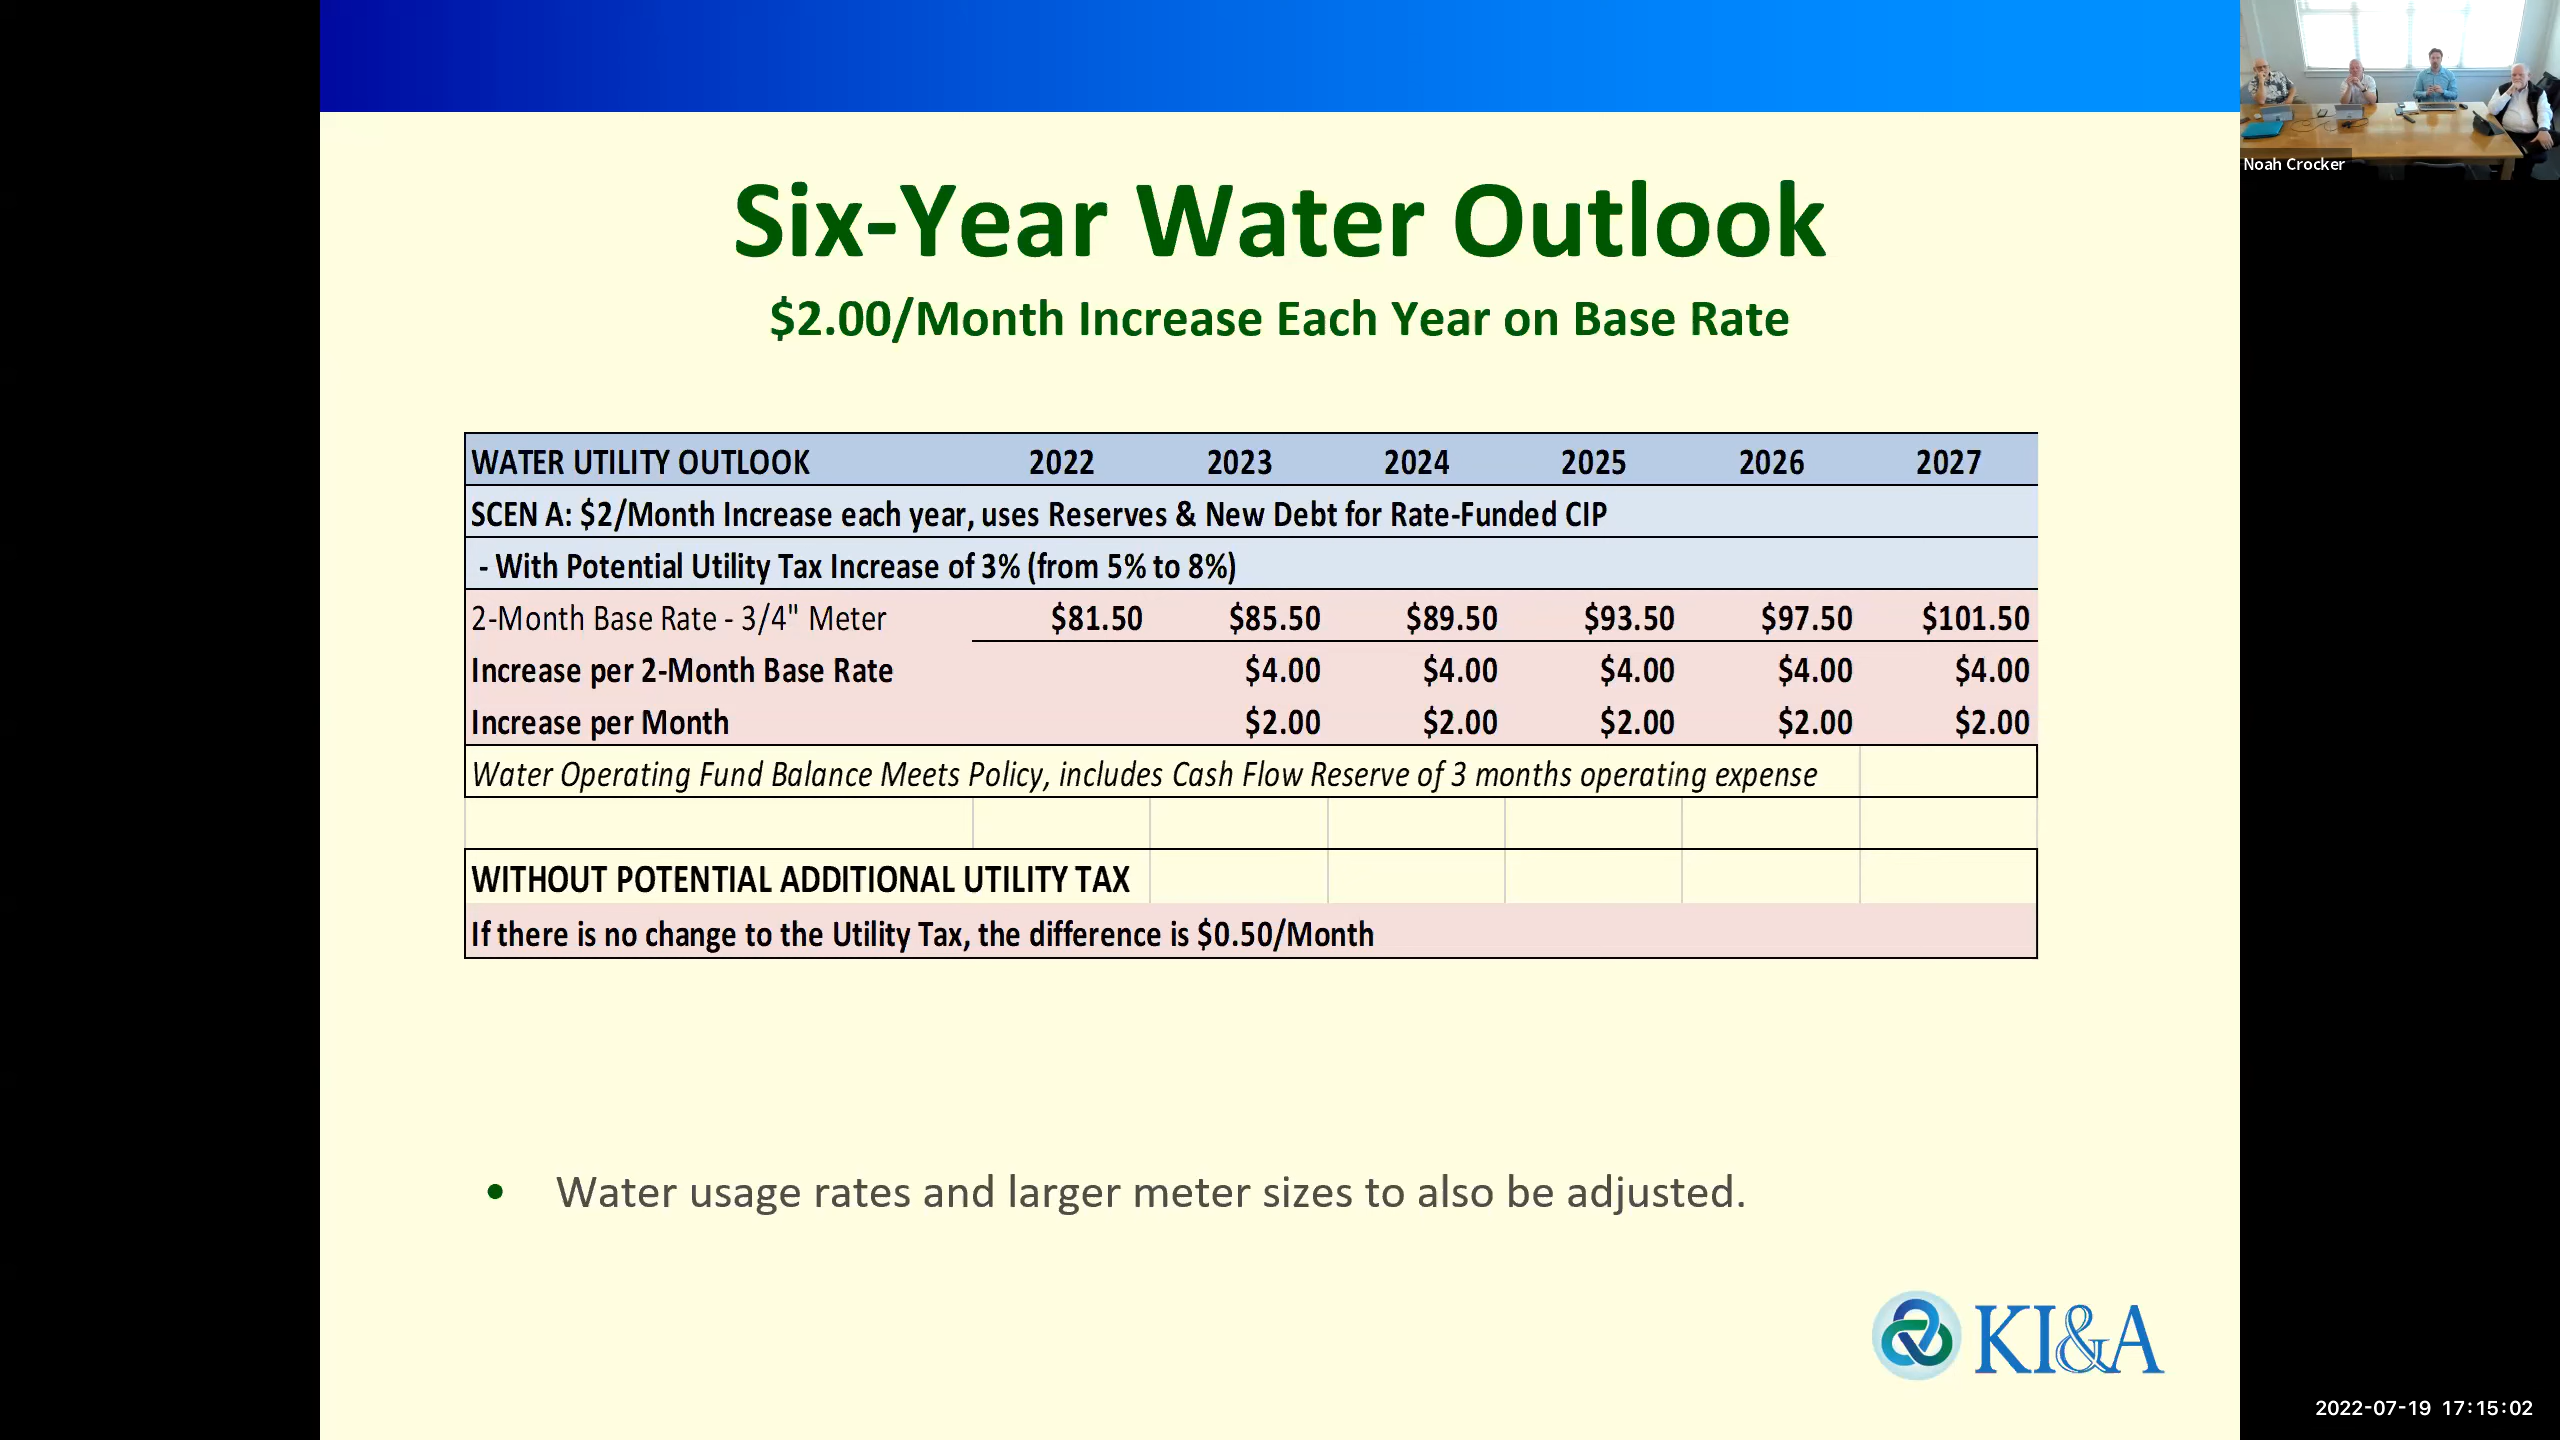 Six-Year Water Outlook
$2.00/Month Increase Each Year on Base Rate
WATER UTILITY OUTLOOK 2022 2023 2024 2025 2026 2027
SCEN A: $2/Month Increase each year, uses Reserves & New Debt for Rate-Funded CIP
- With Potential Utility Tax Increase of 3% (from 5% to 8%)
2-Month Base Rate - 3/4" Meter $81.50 $85.50 $89.50 $93.50 $97.50 $101.50
Increase per 2-Month Base Rate $4.00 $4.00 $4.00 $4.00 $4.00
Increase per Month $2.00 $2.00 $2.00 $2.00 $2.00
Water Operating Fund Balance Meets Policy, includes Cash Flow Reserve of 3 months operating expense
WITHOUT POTENTIAL ADDITIONAL UTILITY TAX
If there is no change to the Utility Tax, the difference is $0.50/Month
• Water usage rates and larger meter sizes to also be adjusted.
KI&A
Noah Crocker
2022-07-19 17:15:02